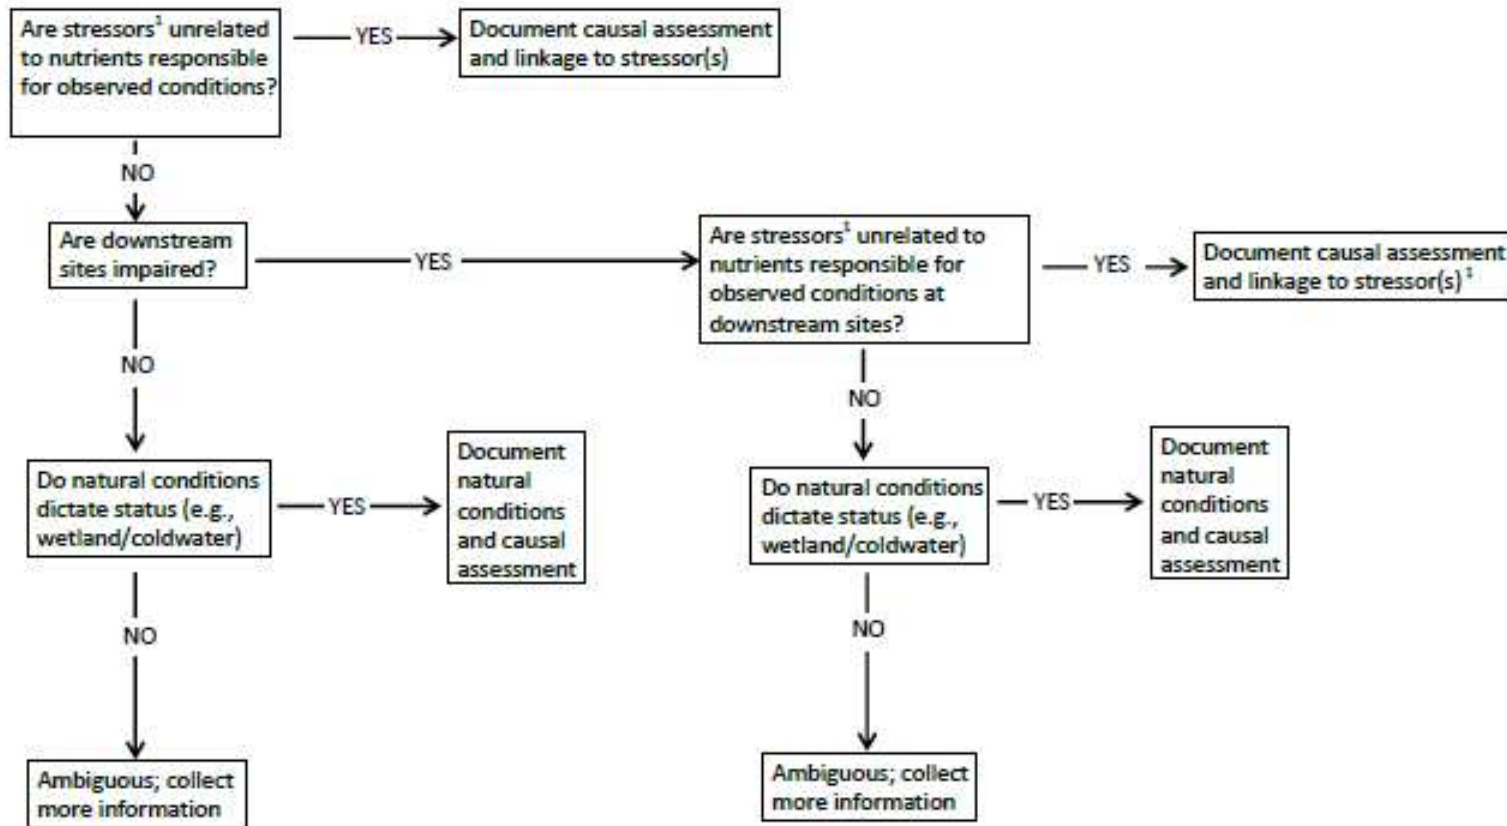 Are stressors¹ unrelated
to nutrients responsible
for observed conditions?
YES
Document causal assessment
and linkage to stressor(s)
NO
Are downstream
sites impaired?
YES
Are stressors¹ unrelated to
nutrients responsible for
observed conditions at
downstream sites?
YES
Document causal assessment
and linkage to stressor(s)¹
NO
NO
Do natural conditions
dictate status (e.g.,
wetland/coldwater)
YES
Document
natural
conditions
and causal
assessment
Do natural conditions
dictate status (e.g.,
wetland/coldwater)
YES
Document
natural
conditions
and causal
assessment
NO
NO
Ambiguous; collect
more information
Ambiguous; collect
more information